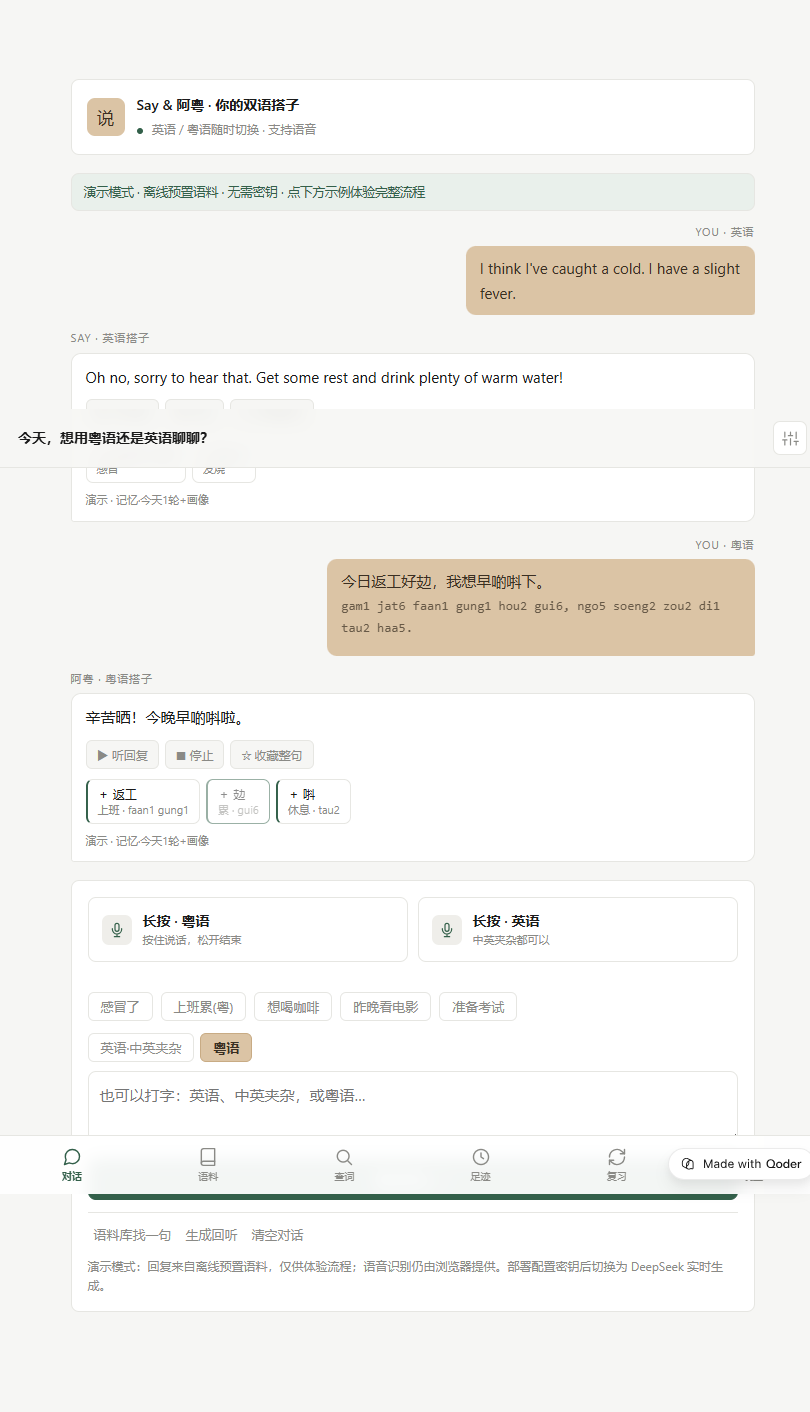 说
Say & 阿粤 · 你的双语搭子
英语 / 粤语随时切换 · 支持语音
演示模式 · 离线预置语料 · 无需密钥 · 点下方示例体验完整流程
YOU · 英语
I think I've caught a cold. I have a slight
fever.
SAY · 英语搭子
Oh no, sorry to hear that. Get some rest and drink plenty of warm water!
今天，想用粤语还是英语聊聊？
感冒 发烧
演示 · 记忆·今天1轮+画像
YOU · 粤语
今日返工好攰，我想早啲唞下。
gam1 jat6 faan1 gung1 hou2 gui6, ngo5 soeng2 zou2 di1
tau2 haa5.
阿粤 · 粤语搭子
辛苦晒！今晚早啲唞啦。
▶ 听回复 ■ 停止 ☆ 收藏整句
+ 返工 + 攰 + 唞
上班 · faan1 gung1 累 · gui6 休息 · tau2
演示 · 记忆·今天1轮+画像
长按 · 粤语 长按 · 英语
按住说话，松开结束 中英夹杂都可以
感冒了 上班累(粤) 想喝咖啡 昨晚看电影 准备考试
英语·中英夹杂 粤语
也可以打字：英语、中英夹杂，或粤语…
对话 语料 查词 足迹 复习 Made with Qoder
语料库找一句 生成回听 清空对话
演示模式：回复来自离线预置语料，仅供体验流程；语音识别仍由浏览器提供。部署配置密钥后切换为 DeepSeek 实时生
成。